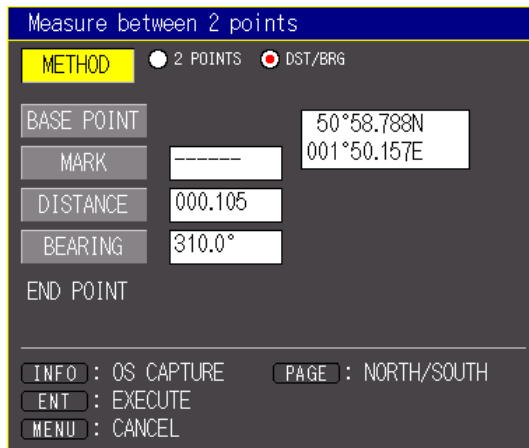 Measure between 2 points
METHOD 2 POINTS DST/BRG
BASE POINT 50°58.788N
001°50.157E
MARK ------
DISTANCE 000.105
BEARING 310.0°
END POINT
INFO : OS CAPTURE PAGE : NORTH/SOUTH
ENT : EXECUTE
MENU : CANCEL